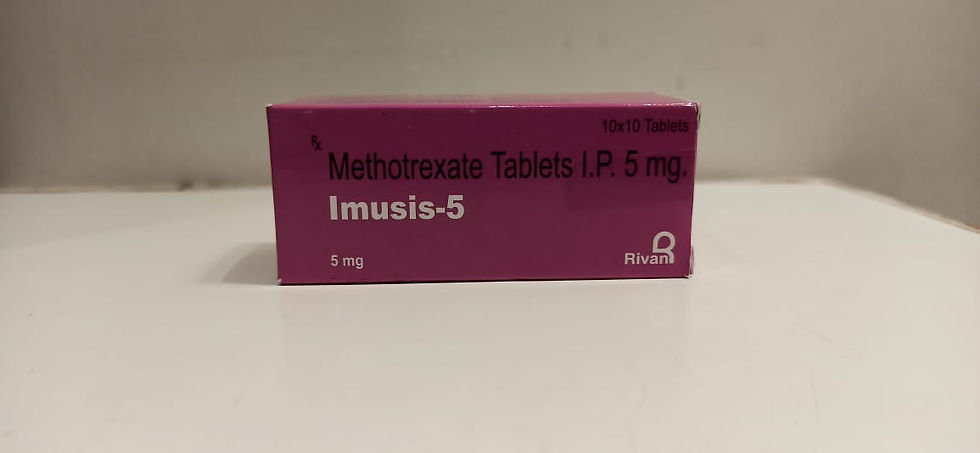 10x10 Tablets
Rx
Methotrexate Tablets I.P. 5 mg.
Imusis-5
5 mg
Rivan